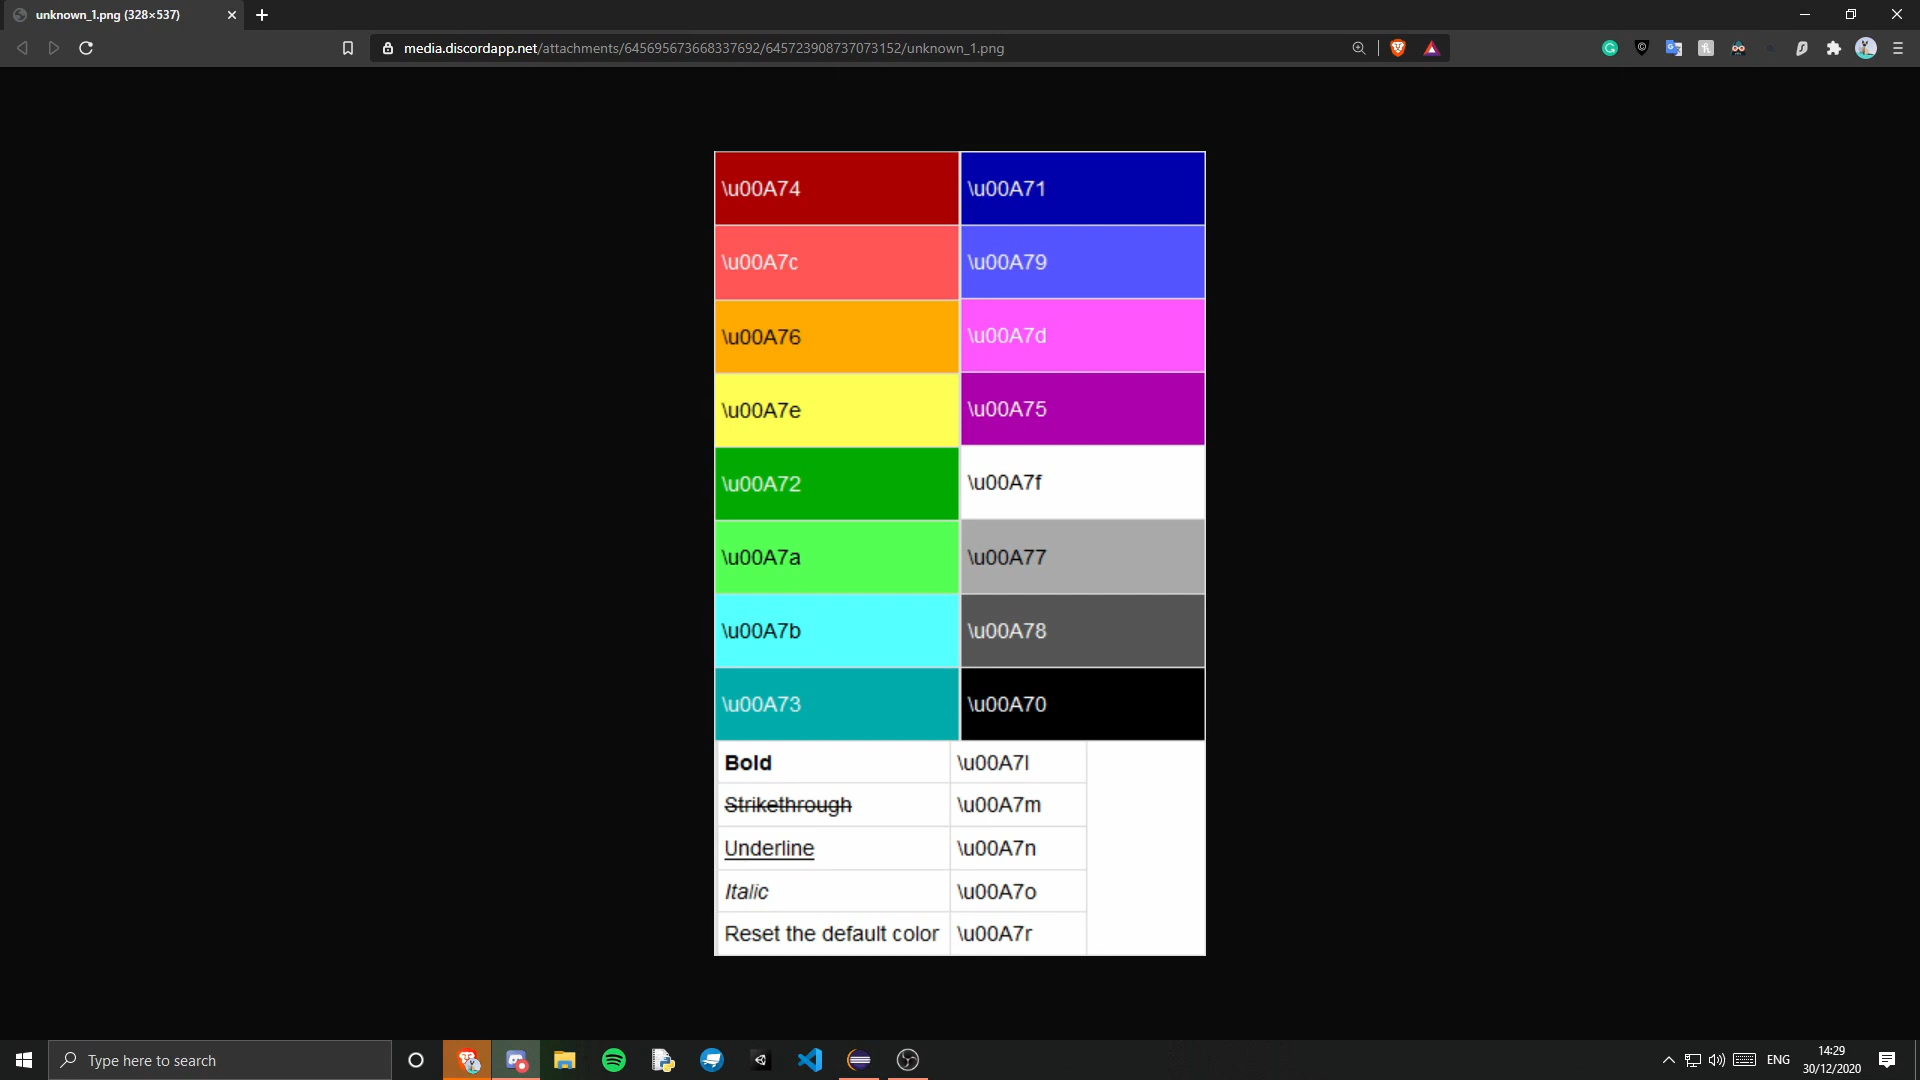 unknown_1.png (328×537)
media.discordapp.net/attachments/645695673668337692/645723908737073152/unknown_1.png
\u00A74 \u00A71
\u00A7c \u00A79
\u00A76 \u00A7d
\u00A7e \u00A75
\u00A72 \u00A7f
\u00A7a \u00A77
\u00A7b \u00A78
\u00A73 \u00A70
Bold \u00A7l
Strikethrough \u00A7m
Underline \u00A7n
Italic \u00A7o
Reset the default color \u00A7r
Type here to search
ENG
14:29
30/12/2020